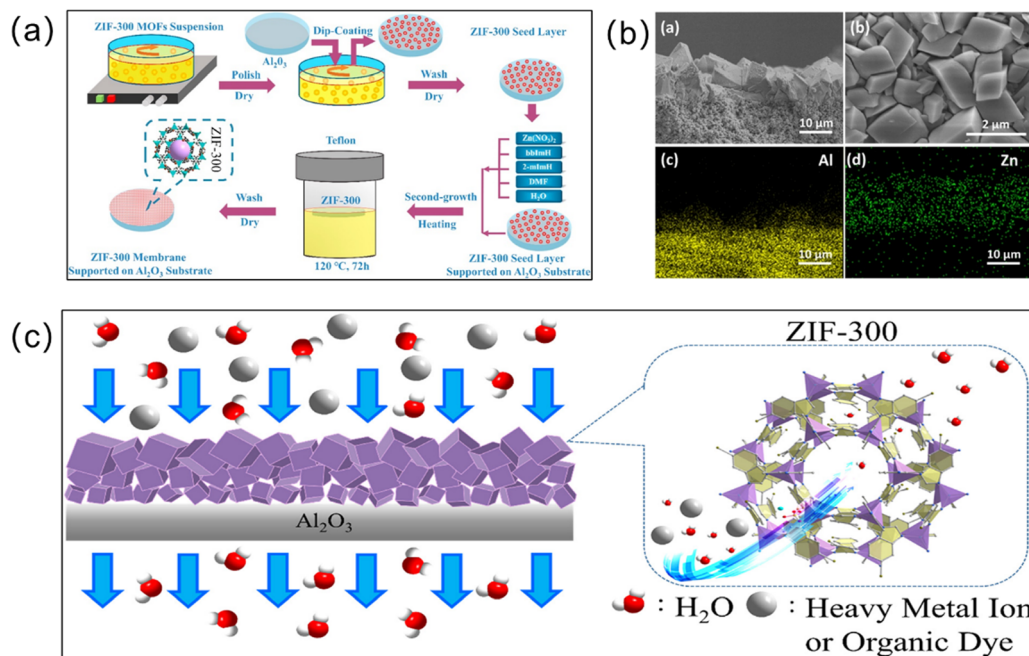 (a)
ZIF-300 MOFs Suspension
Polish
Dry
Al₂O₃
Dip-Coating
Wash
Dry
ZIF-300 Seed Layer
Zn(NO₃)₂
bbImH
2-mImH
DMF
H₂O
ZIF-300 Seed Layer
Supported on Al₂O₃ Substrate
Second-growth
Heating
Teflon
ZIF-300
120 °C, 72h
Wash
Dry
ZIF-300
ZIF-300 Membrane
Supported on Al₂O₃ Substrate
(b)
(a)
10 μm
(b)
2 μm
(c)
Al
10 μm
(d)
Zn
10 μm
(c)
Al₂O₃
ZIF-300
: H₂O
: Heavy Metal Ion
or Organic Dye